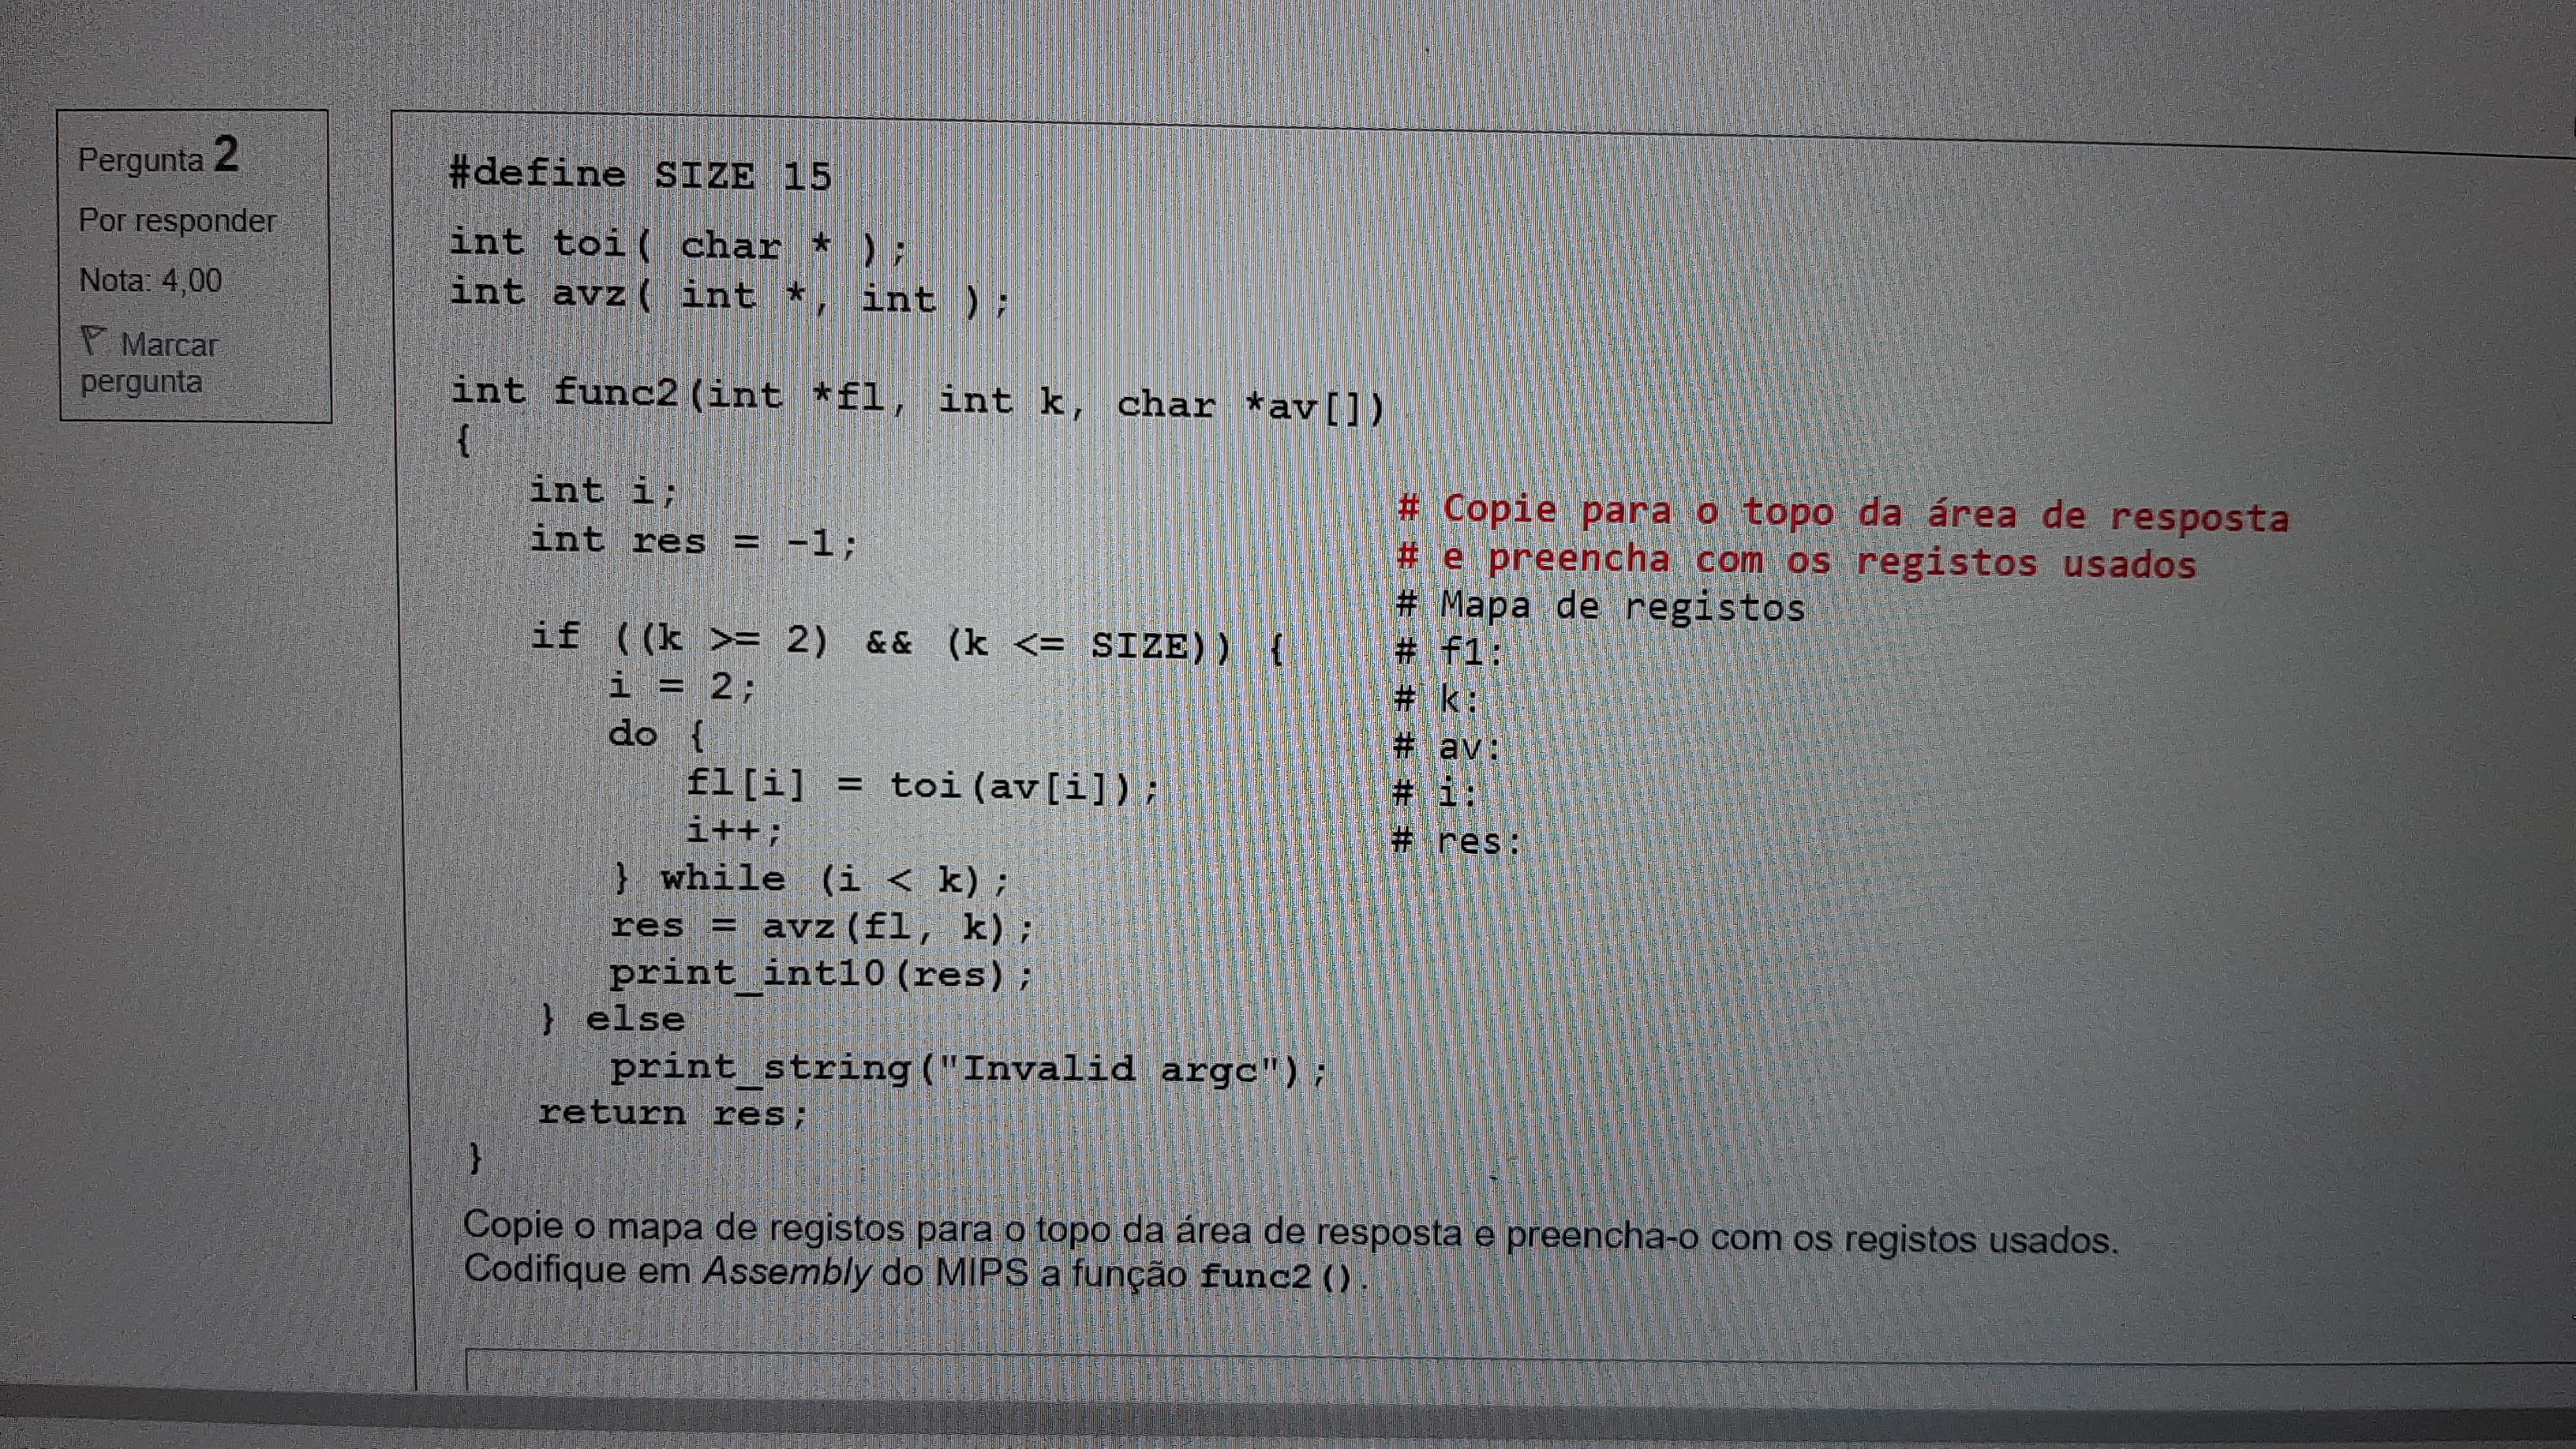 Pergunta 2
Por responder
Nota: 4,00
Marcar
pergunta
#define SIZE 15
int toi( char * );
int avz( int *, int );
int func2(int *fl, int k, char *av[])
{
int i;
int res = -1;
if ((k >= 2) && (k <= SIZE)) {
i = 2;
do {
fl[i] = toi(av[i]);
i++;
} while (i < k);
res = avz(fl, k);
print_int10(res);
} else
print_string("Invalid argc");
return res;
}
# Copie para o topo da área de resposta
# e preencha com os registos usados
# Mapa de registos
# f1:
# k:
# av:
# i:
# res:
Copie o mapa de registos para o topo da área de resposta e preencha-o com os registos usados.
Codifique em Assembly do MIPS a função func2().